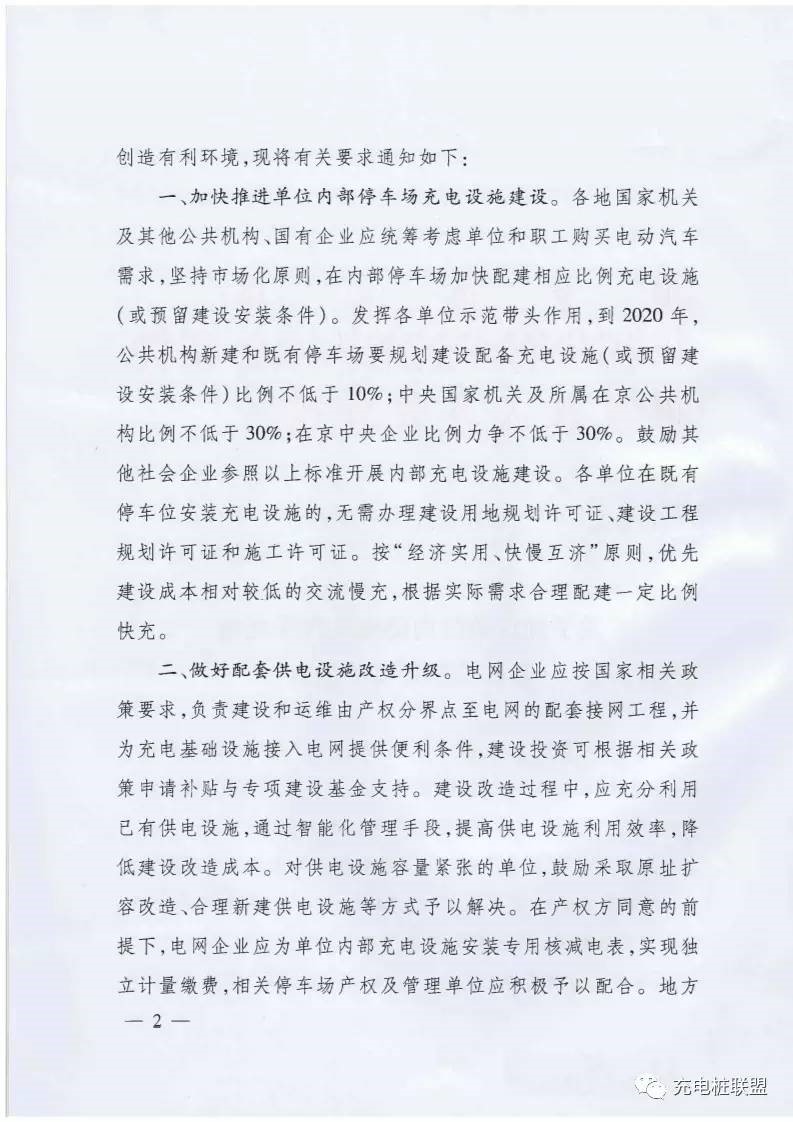 创造有利环境,现将有关要求通知如下:
一、加快推进单位内部停车场充电设施建设。各地国家机关
及其他公共机构、国有企业应统筹考虑单位和职工购买电动汽车
需求,坚持市场化原则,在内部停车场加快配建相应比例充电设施
(或预留建设安装条件)。发挥各单位示范带头作用,到2020年,
公共机构新建和既有停车场要规划建设配备充电设施(或预留建
设安装条件)比例不低于10%;中央国家机关及所属在京公共机
构比例不低于30%;在京中央企业比例力争不低于30%。鼓励其
他社会企业参照以上标准开展内部充电设施建设。各单位在既有
停车位安装充电设施的,无需办理建设用地规划许可证、建设工程
规划许可证和施工许可证。按“经济实用、快慢互济”原则,优先
建设成本相对较低的交流慢充,根据实际需求合理配建一定比例
快充。
二、做好配套供电设施改造升级。电网企业应按国家相关政
策要求,负责建设和运维由产权分界点至电网的配套接网工程,并
为充电基础设施接入电网提供便利条件,建设投资可根据相关政
策申请补贴与专项建设基金支持。建设改造过程中,应充分利用
已有供电设施,通过智能化管理手段,提高供电设施利用效率,降
低建设改造成本。对供电设施容量紧张的单位,鼓励采取原址扩
容改造、合理新建供电设施等方式予以解决。在产权方同意的前
提下,电网企业应为单位内部充电设施安装专用核减电表,实现独
立计量缴费,相关停车场产权及管理单位应积极予以配合。地方
— 2 —
充电桩联盟